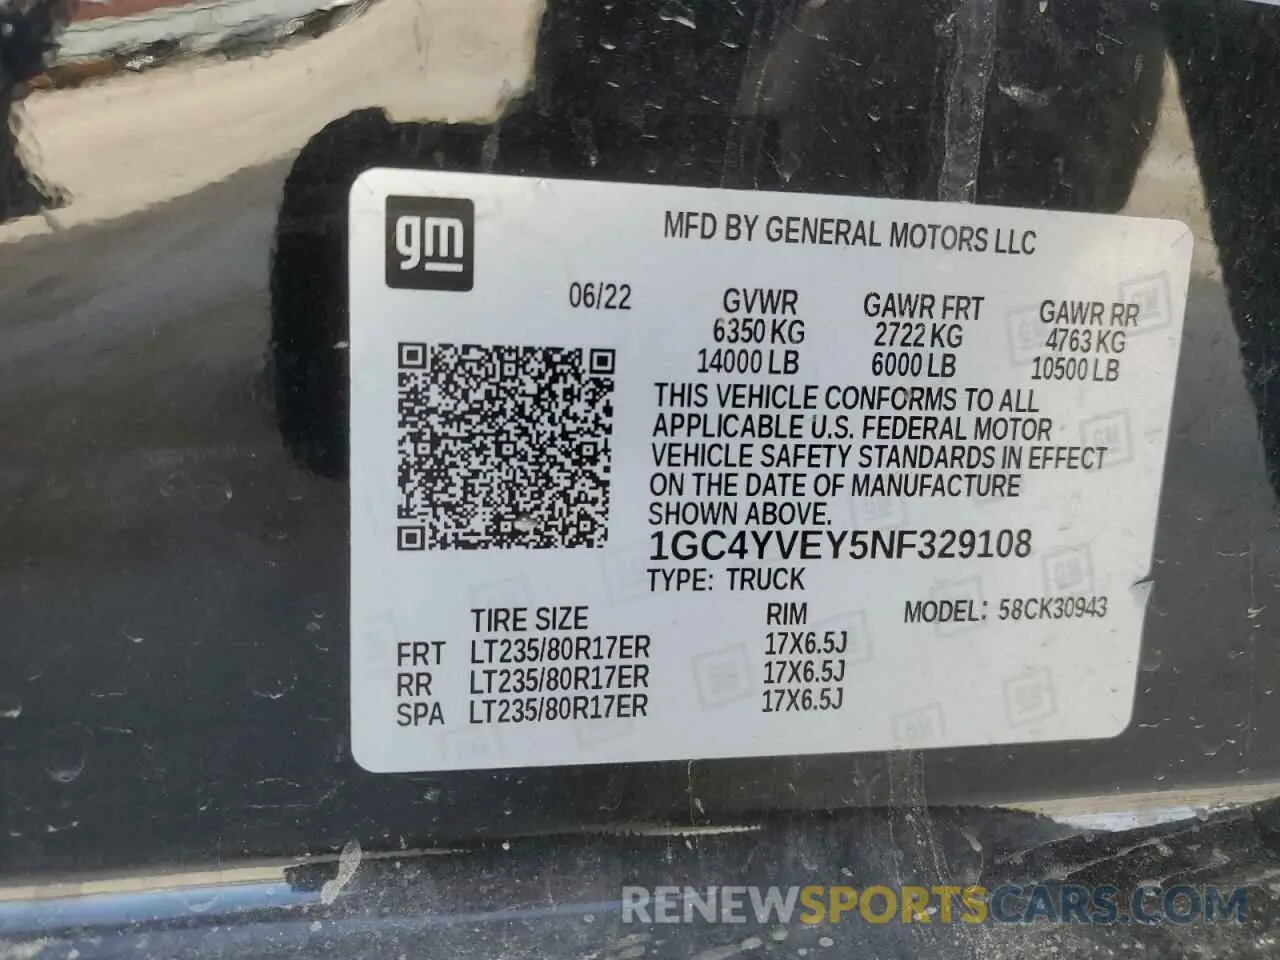 gm
MFD BY GENERAL MOTORS LLC
06/22 GVWR GAWR FRT GAWR RR
6350 KG 2722 KG 4763 KG
14000 LB 6000 LB 10500 LB
THIS VEHICLE CONFORMS TO ALL
APPLICABLE U.S. FEDERAL MOTOR
VEHICLE SAFETY STANDARDS IN EFFECT
ON THE DATE OF MANUFACTURE
SHOWN ABOVE.
1GC4YVEY5NF329108
TYPE: TRUCK
TIRE SIZE RIM MODEL: 58CK30943
FRT LT235/80R17ER 17X6.5J
RR LT235/80R17ER 17X6.5J
SPA LT235/80R17ER 17X6.5J
RENEWSPORTSCARS.COM